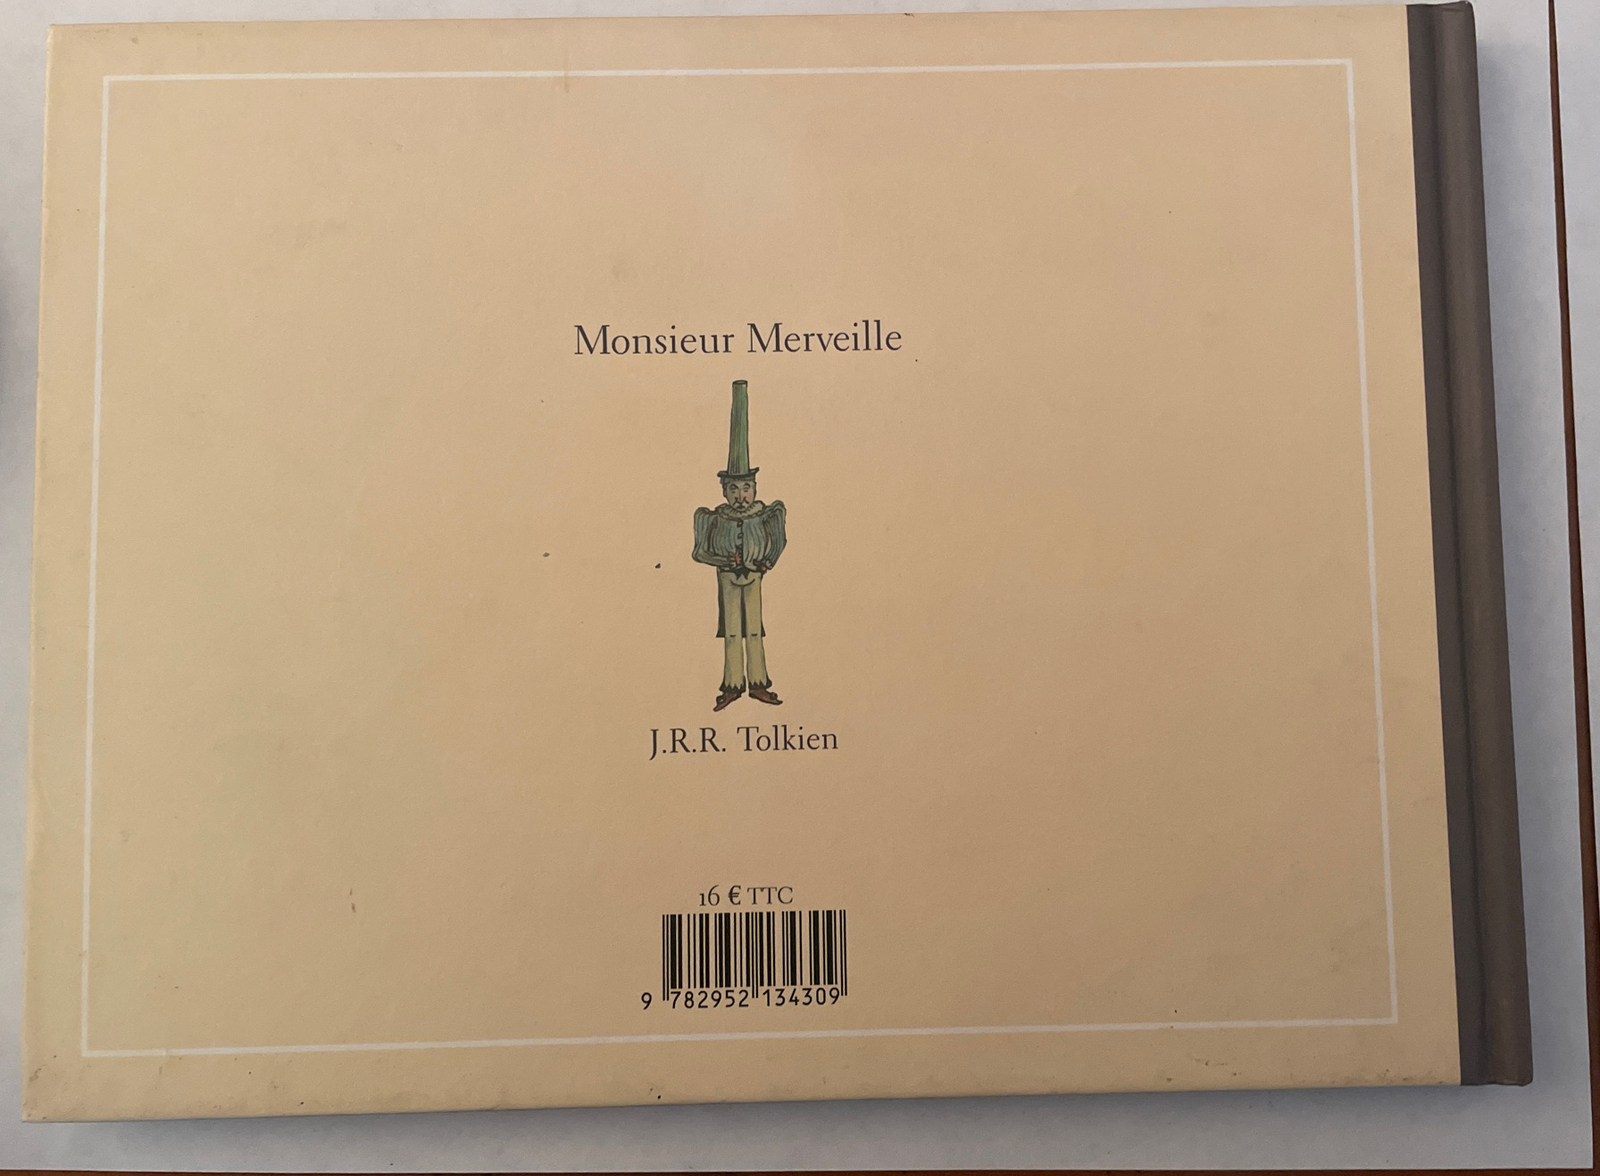 Monsieur Merveille
J.R.R. Tolkien
16 € TTC
9 782952 134309